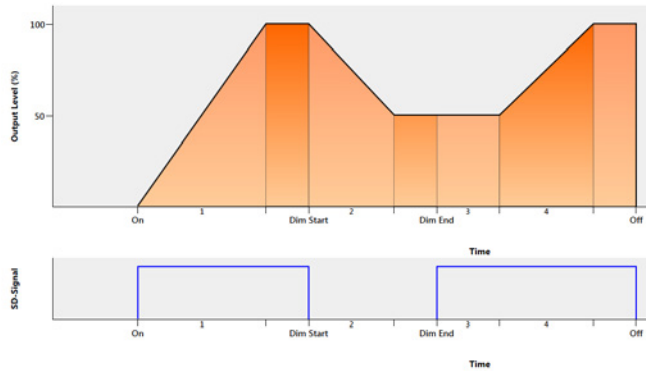 100
50
Output Level (%)
1 2 3 4
On Dim Start Dim End Off
Time
SD-Signal
1 2 3 4
On Dim Start Dim End Off
Time